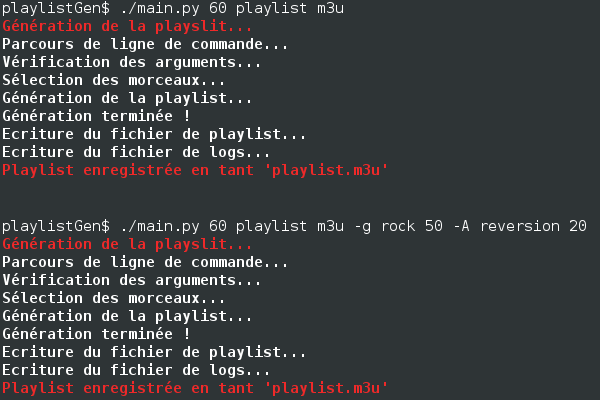 playlistGen$ ./main.py 60 playlist m3u
Génération de la playslit...
Parcours de ligne de commande...
Vérification des arguments...
Sélection des morceaux...
Génération de la playlist...
Génération terminée !
Ecriture du fichier de playlist...
Ecriture du fichier de logs...
Playlist enregistrée en tant 'playlist.m3u'
playlistGen$ ./main.py 60 playlist m3u -g rock 50 -A reversion 20
Génération de la playslit...
Parcours de ligne de commande...
Vérification des arguments...
Sélection des morceaux...
Génération de la playlist...
Génération terminée !
Ecriture du fichier de playlist...
Ecriture du fichier de logs...
Playlist enregistrée en tant 'playlist.m3u'